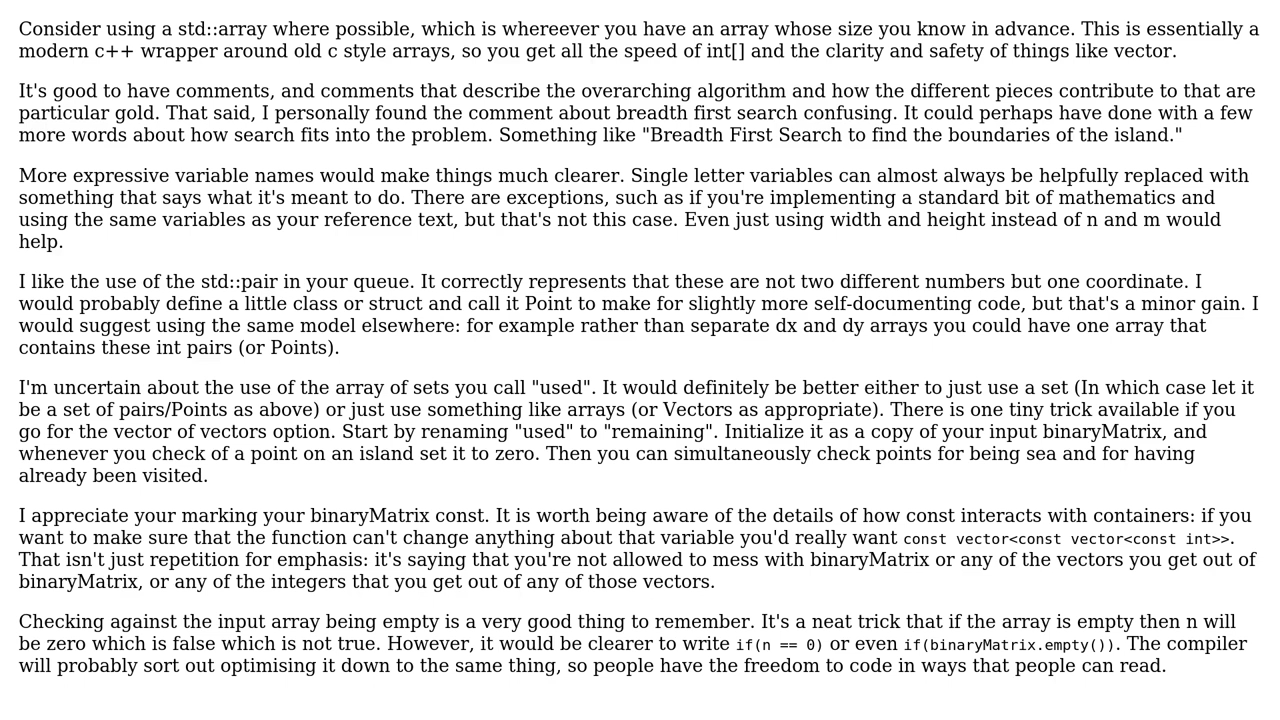 Consider using a std::array where possible, which is whereever you have an array whose size you know in advance. This is essentially a
modern c++ wrapper around old c style arrays, so you get all the speed of int[] and the clarity and safety of things like vector.
It's good to have comments, and comments that describe the overarching algorithm and how the different pieces contribute to that are
particular gold. That said, I personally found the comment about breadth first search confusing. It could perhaps have done with a few
more words about how search fits into the problem. Something like "Breadth First Search to find the boundaries of the island."
More expressive variable names would make things much clearer. Single letter variables can almost always be helpfully replaced with
something that says what it's meant to do. There are exceptions, such as if you're implementing a standard bit of mathematics and
using the same variables as your reference text, but that's not this case. Even just using width and height instead of n and m would
help.
I like the use of the std::pair in your queue. It correctly represents that these are not two different numbers but one coordinate. I
would probably define a little class or struct and call it Point to make for slightly more self-documenting code, but that's a minor gain. I
would suggest using the same model elsewhere: for example rather than separate dx and dy arrays you could have one array that
contains these int pairs (or Points).
I'm uncertain about the use of the array of sets you call "used". It would definitely be better either to just use a set (In which case let it
be a set of pairs/Points as above) or just use something like arrays (or Vectors as appropriate). There is one tiny trick available if you
go for the vector of vectors option. Start by renaming "used" to "remaining". Initialize it as a copy of your input binaryMatrix, and
whenever you check of a point on an island set it to zero. Then you can simultaneously check points for being sea and for having
already been visited.
I appreciate your marking your binaryMatrix const. It is worth being aware of the details of how const interacts with containers: if you
want to make sure that the function can't change anything about that variable you'd really want const vector<const vector<const int>>.
That isn't just repetition for emphasis: it's saying that you're not allowed to mess with binaryMatrix or any of the vectors you get out of
binaryMatrix, or any of the integers that you get out of any of those vectors.
Checking against the input array being empty is a very good thing to remember. It's a neat trick that if the array is empty then n will
be zero which is false which is not true. However, it would be clearer to write if(n == 0) or even if(binaryMatrix.empty()). The compiler
will probably sort out optimising it down to the same thing, so people have the freedom to code in ways that people can read.